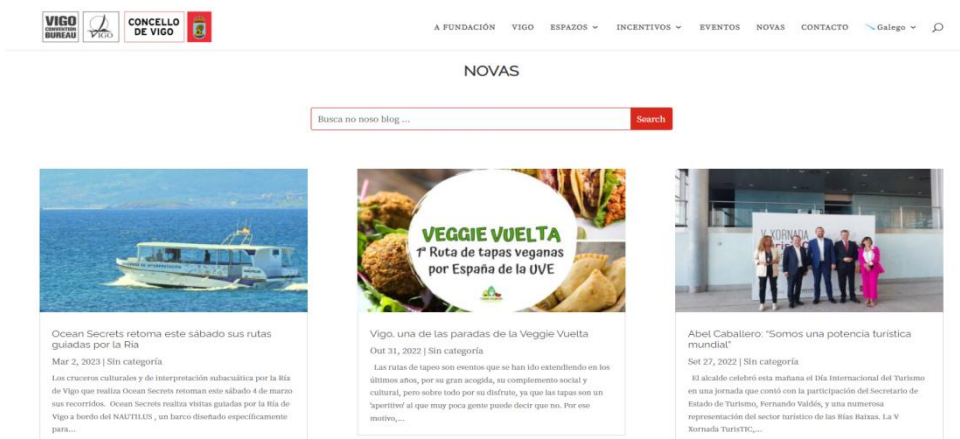 VIGO
CONVENTION
BUREAU
VIGO
CONCELLO
DE VIGO
A FUNDACIÓN VIGO ESPAZOS INCENTIVOS EVENTOS NOVAS CONTACTO Galego
NOVAS
Busca no noso blog ... Search
VEGGIE VUELTA
1ª Ruta de tapas veganas
por España de la UVE
V XORNADA
Ocean Secrets retoma este sábado sus rutas
guiadas por la Ría
Mar 2, 2023 | Sin categoría
Los cruceros culturales y de interpretación subacuática por la Ría
de Vigo que realiza Ocean Secrets retoman este sábado 4 de marzo
sus recorridos. Ocean Secrets realiza visitas guiadas por la Ría de
Vigo a bordo del NAUTILUS , un barco diseñado específicamente
para...
Vigo, una de las paradas de la Veggie Vuelta
Out 31, 2022 | Sin categoría
Las rutas de tapeo son eventos que se han ido extendiendo en los
últimos años, por su gran acogida, su complemento social y
cultural, pero sobre todo por su disfrute, ya que las tapas son un
'aperitivo' al que muy poca gente puede decir que no. Por ese
motivo,...
Abel Caballero: "Somos una potencia turística
mundial"
Set 27, 2022 | Sin categoría
El alcalde celebró esta mañana el Día Internacional del Turismo
en una jornada que contó con la participación del Secretario de
Estado de Turismo, Fernando Valdés, y una numerosa
representación del sector turístico de las Rías Baixas. La V
Xornada TurisTIC,...